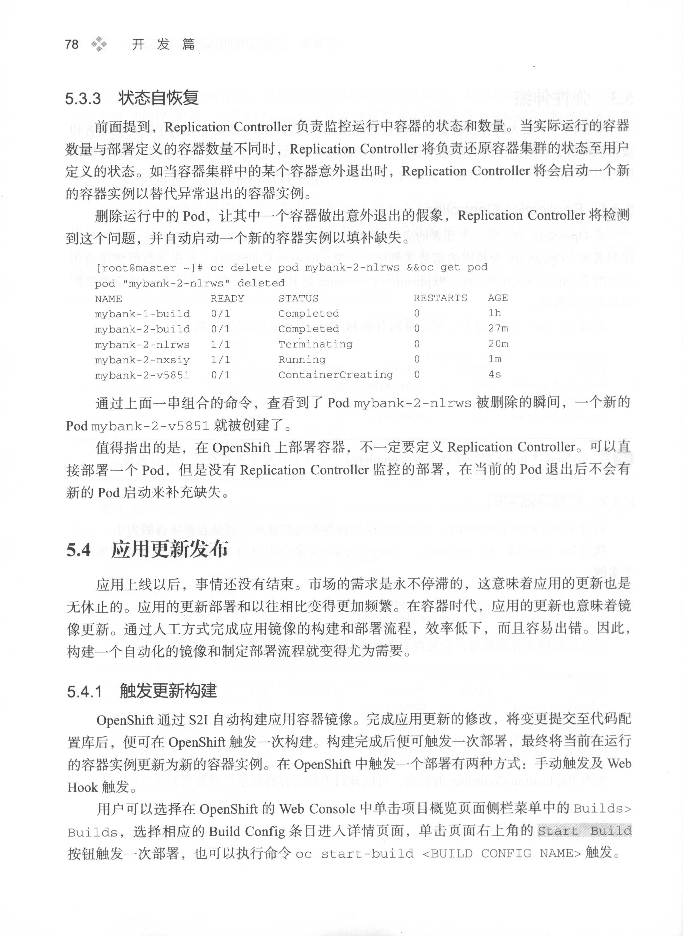 78 开 发 篇
5.3.3 状态自恢复
前面提到，Replication Controller 负责监控运行中容器的状态和数量。当实际运行的容器
数量与部署定义的容器数量不同时，Replication Controller 将负责还原容器集群的状态至用户
定义的状态。如当容器集群中的某个容器意外退出时，Replication Controller 将会启动一个新
的容器实例以替代异常退出的容器实例。
删除运行中的 Pod，让其中一个容器做出意外退出的假象，Replication Controller 将检测
到这个问题，并自动启动一个新的容器实例以填补缺失。
[root@master ~]# oc delete pod mybank-2-nlrws &&oc get pod
pod "mybank-2-nlrws" deleted
NAME READY STATUS RESTARTS AGE
mybank-1-build 0/1 Completed 0 1h
mybank-2-build 0/1 Completed 0 27m
mybank-2-nlrws 1/1 Terminating 0 20m
mybank-2-nxsiy 1/1 Running 0 1m
mybank-2-v5851 0/1 ContainerCreating 0 4s
通过上面一串组合的命令，查看到了 Pod mybank-2-nlrws 被删除的瞬间，一个新的
Pod mybank-2-v5851 就被创建了。
值得指出的是，在 OpenShift 上部署容器，不一定要定义 Replication Controller。可以直
接部署一个 Pod，但是没有 Replication Controller 监控的部署，在当前的 Pod 退出后不会有
新的 Pod 启动来补充缺失。
5.4 应用更新发布
应用上线以后，事情还没有结束。市场的需求是永不停滞的，这意味着应用的更新也是
无休止的。应用的更新部署和以往相比变得更加频繁。在容器时代，应用的更新也意味着镜
像更新。通过人工方式完成应用镜像的构建和部署流程，效率低下，而且容易出错。因此，
构建一个自动化的镜像和制定部署流程就变得尤为需要。
5.4.1 触发更新构建
OpenShift 通过 S2I 自动构建应用容器镜像。完成应用更新的修改，将变更提交至代码配
置库后，便可在 OpenShift 触发一次构建。构建完成后便可触发一次部署，最终将当前在运行
的容器实例更新为新的容器实例。在 OpenShift 中触发一个部署有两种方式：手动触发及 Web
Hook 触发。
用户可以选择在 OpenShift 的 Web Console 中单击项目概览页面侧栏菜单中的 Builds>
Builds，选择相应的 Build Config 条目进入详情页面，单击页面右上角的 Start Build
按钮触发一次部署，也可以执行命令 oc start-build <BUILD CONFIG NAME> 触发。